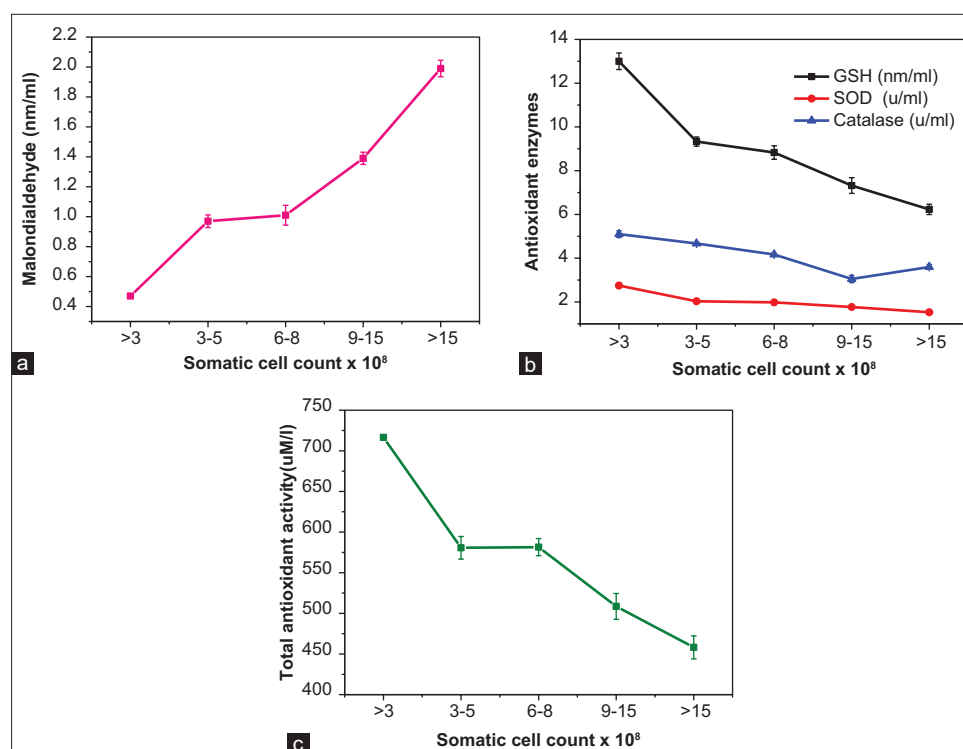 Malondialdehyde (nm/ml)
2.2
2.0
1.8
1.6
1.4
1.2
1.0
0.8
0.6
0.4
>3 3-5 6-8 9-15 >15
Somatic cell count x 10⁸
a
Antioxidant enzymes
14
12
10
8
6
4
2
GSH (nm/ml)
SOD (u/ml)
Catalase (u/ml)
>3 3-5 6-8 9-15 >15
Somatic cell count x 10⁸
b
Total antioxidant activity(uM/l)
750
700
650
600
550
500
450
400
>3 3-5 6-8 9-15 >15
Somatic cell count x 10⁸
c